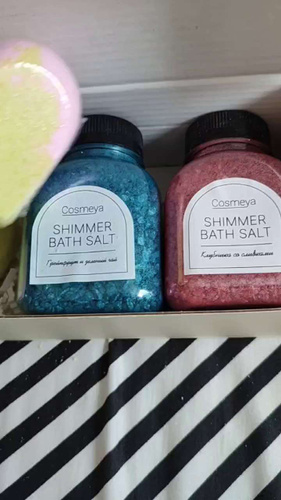 Cosmeya
SHIMMER
BATH SALT
Грейпфрут и зеленый чай
Cosmeya
SHIMMER
BATH SALT
Клубника со сливками